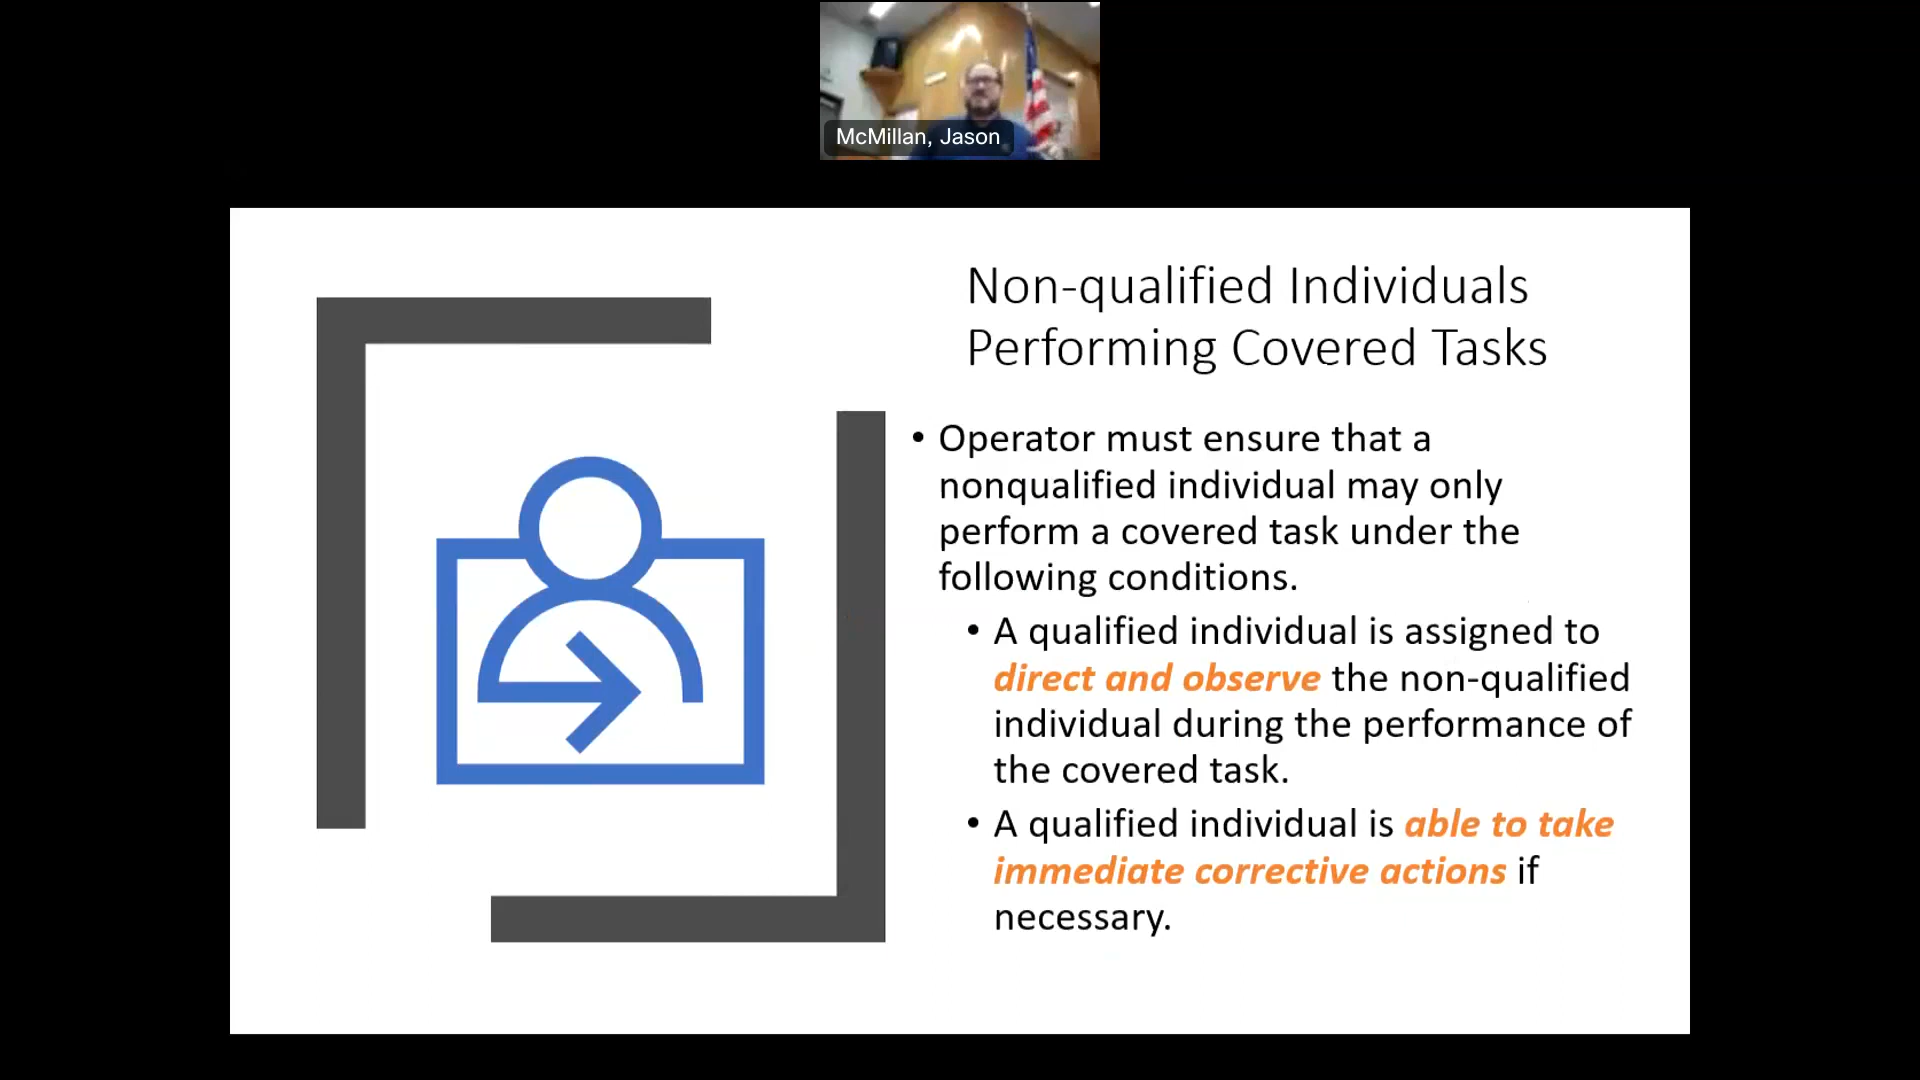 McMillan, Jason
Non-qualified Individuals
Performing Covered Tasks
• Operator must ensure that a
nonqualified individual may only
perform a covered task under the
following conditions.
• A qualified individual is assigned to
direct and observe the non-qualified
individual during the performance of
the covered task.
• A qualified individual is able to take
immediate corrective actions if
necessary.